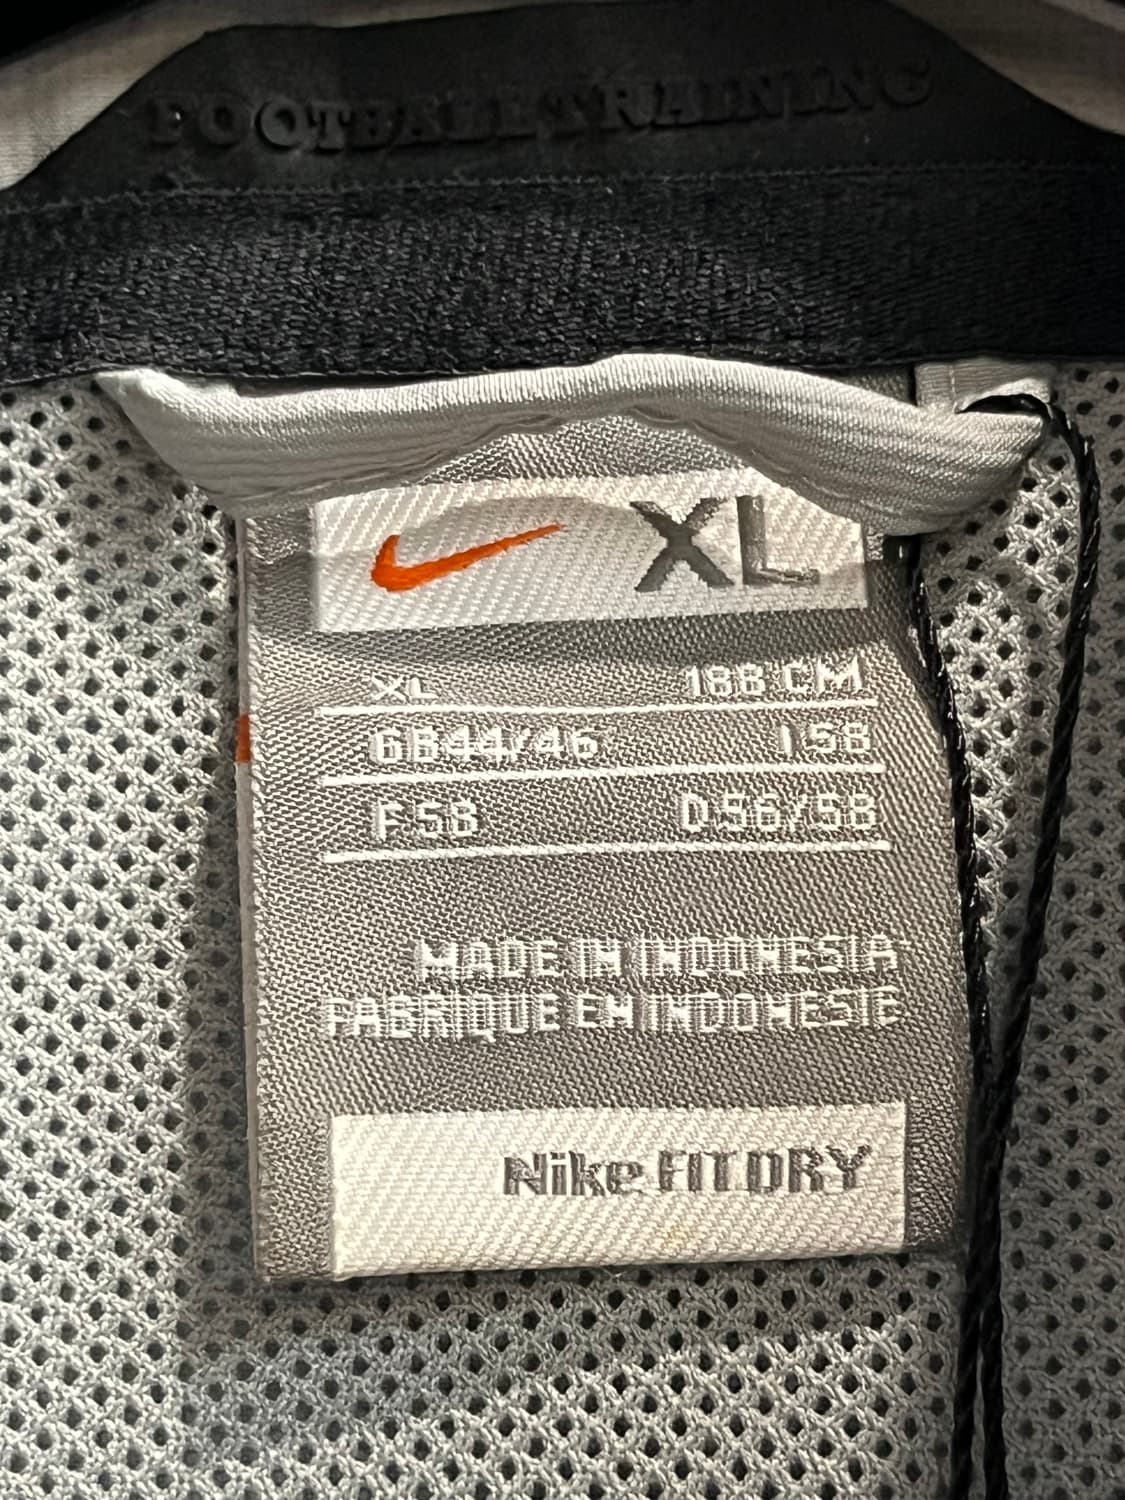 FOOTBALL TRAINING
XL
XL 188 CM
GB44/46 I 58
F58 D56/58
MADE IN INDONESIA
FABRIQUE EN INDONESIE
Nike FIT DRY